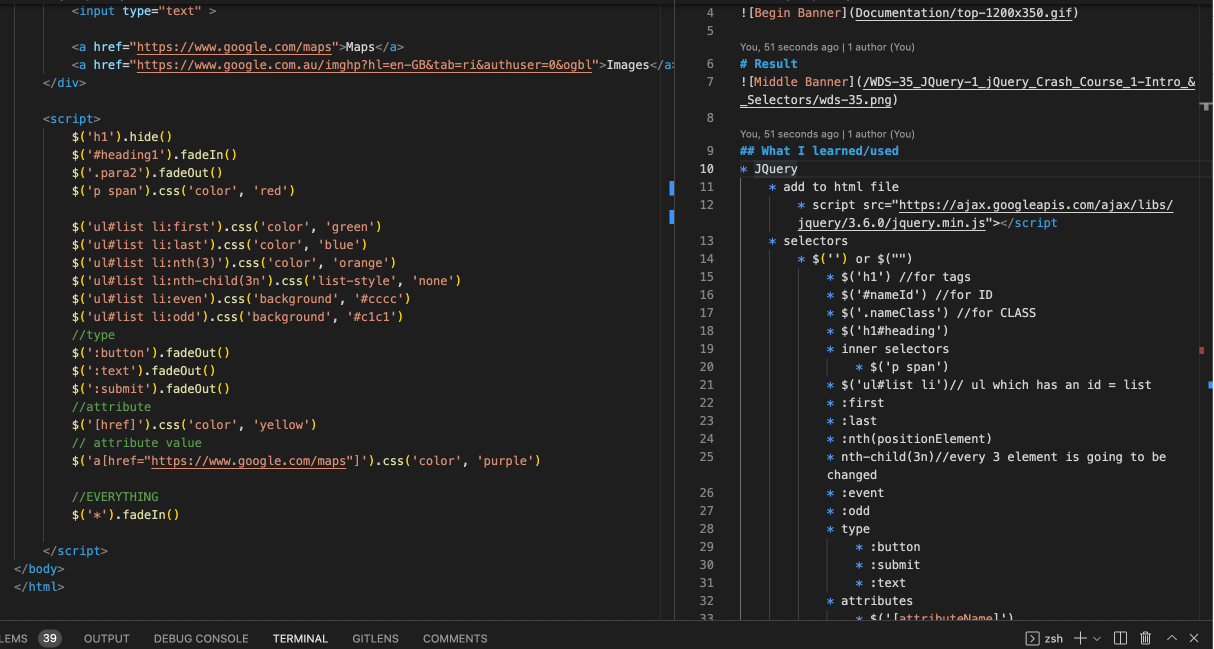 <input type="text" >
<a href="https://www.google.com/maps">Maps</a>
<a href="https://www.google.com.au/imghp?hl=en-GB&tab=ri&authuser=0&ogbl">Images</a>
</div>
<script>
$('h1').hide()
$('#heading1').fadeIn()
$('.para2').fadeOut()
$('p span').css('color', 'red')
$('ul#list li:first').css('color', 'green')
$('ul#list li:last').css('color', 'blue')
$('ul#list li:nth(3)').css('color', 'orange')
$('ul#list li:nth-child(3n').css('list-style', 'none')
$('ul#list li:even').css('background', '#cccc')
$('ul#list li:odd').css('background', '#c1c1')
//type
$(':button').fadeOut()
$(':text').fadeOut()
$(':submit').fadeOut()
//attribute
$('[href]').css('color', 'yellow')
// attribute value
$('a[href="https://www.google.com/maps"]').css('color', 'purple')
//EVERYTHING
$('*').fadeIn()
</script>
</body>
</html>
4 ![Begin Banner](Documentation/top-1200x350.gif)
5
You, 51 seconds ago | 1 author (You)
6 # Result
7 ![Middle Banner](/WDS-35_JQuery-1_jQuery_Crash_Course_1-Intro_&
_Selectors/wds-35.png)
8
You, 51 seconds ago | 1 author (You)
9 ## What I learned/used
10 * JQuery
11 * add to html file
12 * script src="https://ajax.googleapis.com/ajax/libs/
jquery/3.6.0/jquery.min.js"></script
13 * selectors
14 * $('') or $("")
15 * $('h1') //for tags
16 * $('#nameId') //for ID
17 * $('.nameClass') //for CLASS
18 * $('h1#heading')
19 * inner selectors
20 * $('p span')
21 * $('ul#list li')// ul which has an id = list
22 * :first
23 * :last
24 * :nth(positionElement)
25 * nth-child(3n)//every 3 element is going to be
changed
26 * :event
27 * :odd
28 * type
29 * :button
30 * :submit
31 * :text
32 * attributes
33 * $('[attributeName]')
LEMS 39 OUTPUT DEBUG CONSOLE TERMINAL GITLENS COMMENTS zsh